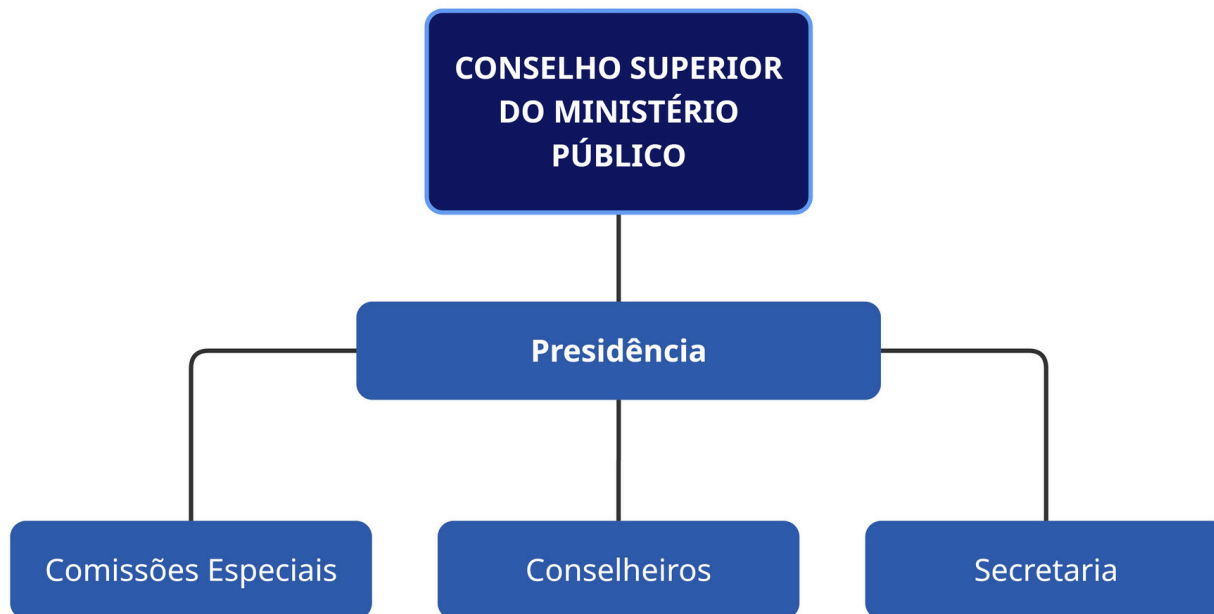 CONSELHO SUPERIOR
DO MINISTÉRIO
PÚBLICO
Presidência
Comissões Especiais
Conselheiros
Secretaria